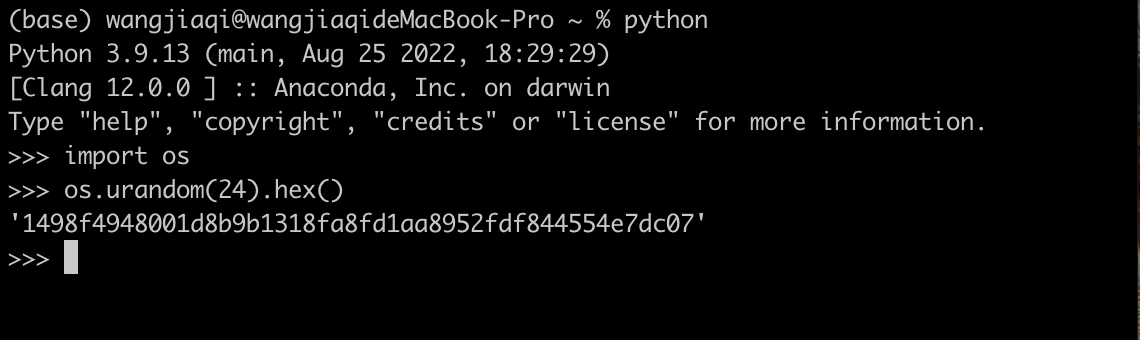 (base) wangjiaqi@wangjiaqideMacBook-Pro ~ % python
Python 3.9.13 (main, Aug 25 2022, 18:29:29)
[Clang 12.0.0 ] :: Anaconda, Inc. on darwin
Type "help", "copyright", "credits" or "license" for more information.
>>> import os
>>> os.urandom(24).hex()
'1498f4948001d8b9b1318fa8fd1aa8952fdf844554e7dc07'
>>>